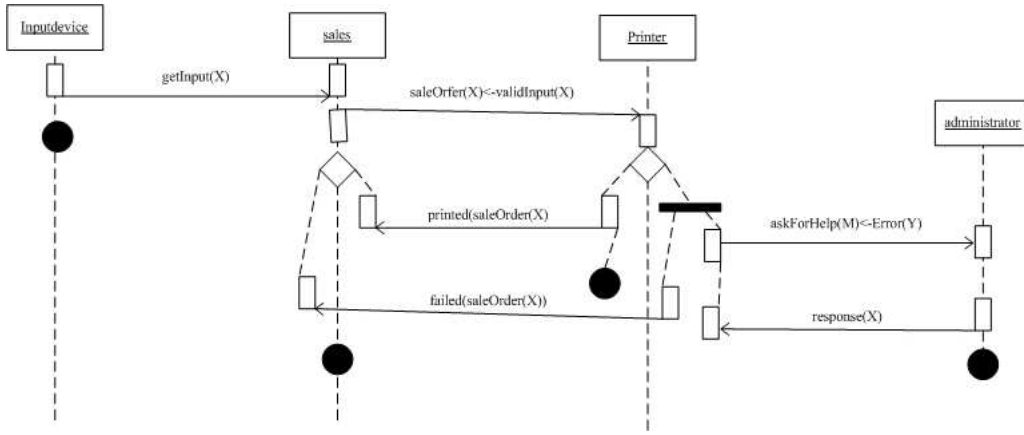 Inputdevice
sales
Printer
getInput(X)
saleOrfer(X)<-validInput(X)
administrator
printed(saleOrder(X)
askForHelp(M)<-Error(Y)
failed(saleOrder(X))
response(X)